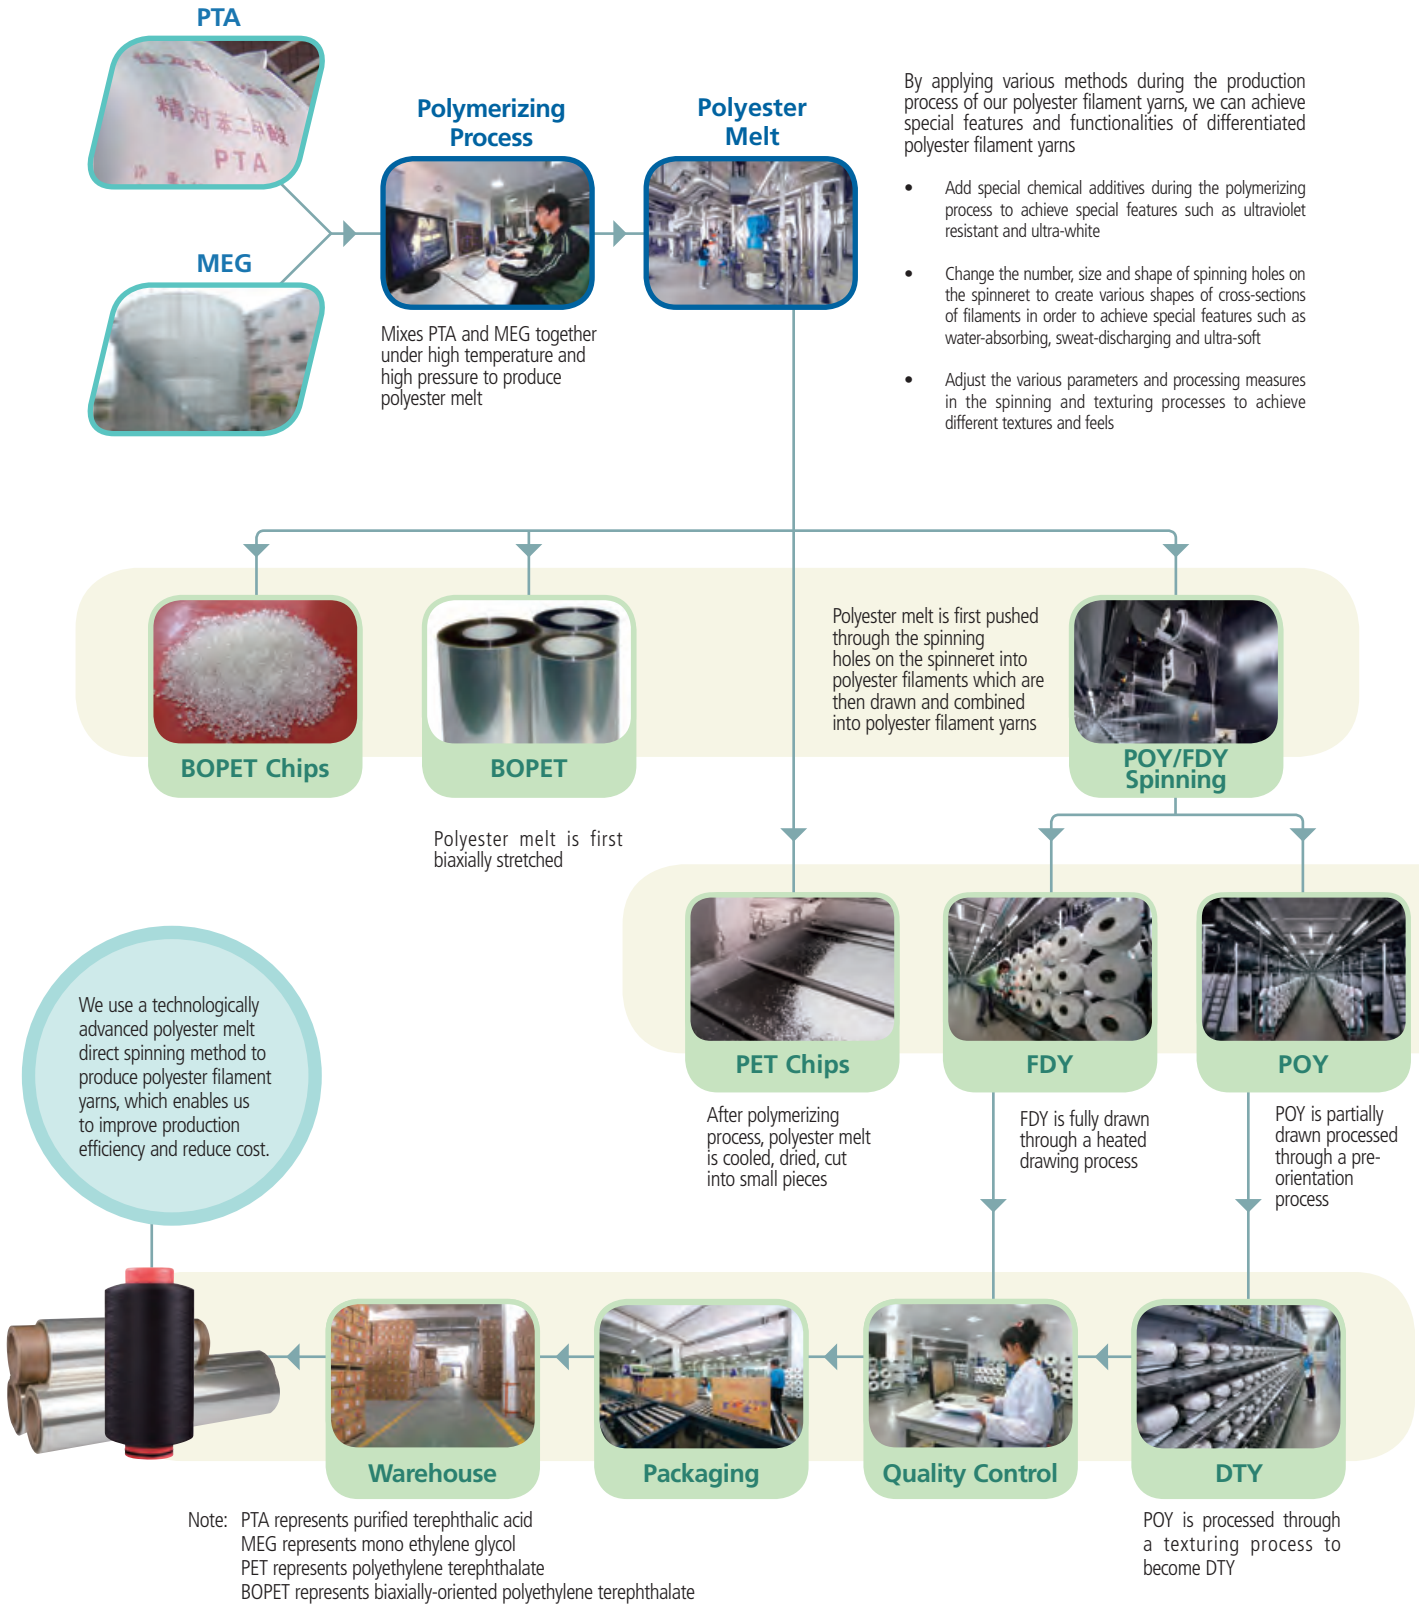 PTA
精对苯二甲酸
PTA
MEG
Polymerizing
Process
Mixes PTA and MEG together
under high temperature and
high pressure to produce
polyester melt
Polyester
Melt
By applying various methods during the production
process of our polyester filament yarns, we can achieve
special features and functionalities of differentiated
polyester filament yarns
• Add special chemical additives during the polymerizing
process to achieve special features such as ultraviolet
resistant and ultra-white
• Change the number, size and shape of spinning holes on
the spinneret to create various shapes of cross-sections
of filaments in order to achieve special features such as
water-absorbing, sweat-discharging and ultra-soft
• Adjust the various parameters and processing measures
in the spinning and texturing processes to achieve
different textures and feels
BOPET Chips
BOPET
Polyester melt is first
biaxially stretched
Polyester melt is first pushed
through the spinning
holes on the spinneret into
polyester filaments which are
then drawn and combined
into polyester filament yarns
POY/FDY
Spinning
PET Chips
After polymerizing
process, polyester melt
is cooled, dried, cut
into small pieces
FDY
FDY is fully drawn
through a heated
drawing process
POY
POY is partially
drawn processed
through a pre-
orientation
process
We use a technologically
advanced polyester melt
direct spinning method to
produce polyester filament
yarns, which enables us
to improve production
efficiency and reduce cost.
Warehouse
Packaging
Quality Control
DTY
POY is processed through
a texturing process to
become DTY
Note: PTA represents purified terephthalic acid
MEG represents mono ethylene glycol
PET represents polyethylene terephthalate
BOPET represents biaxially-oriented polyethylene terephthalate